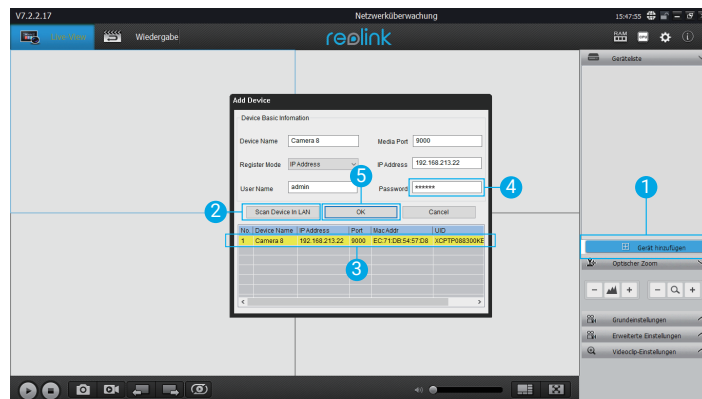 V7.2.2.17 Netzwerküberwachung 15:47:55
Live View Wiedergabe reolink RAM CPU
Geräteliste
Add Device
Device Basic Infomation
Device Name Camera 8 Media Port 9000
Register Mode IP Address IP Address 192.168.213.22
User Name admin Password ******
Scan Device In LAN OK Cancel
No. Device Name IP Address Port Mac Addr UID
1 Camera 8 192.168.213.22 9000 EC:71:DB:54:57:D8 XCPTP088300KE
1
2
3
4
5
Gerät hinzufügen
Optischer Zoom
Grundeinstellungen
Erweiterte Einstellungen
Videoclip-Einstellungen